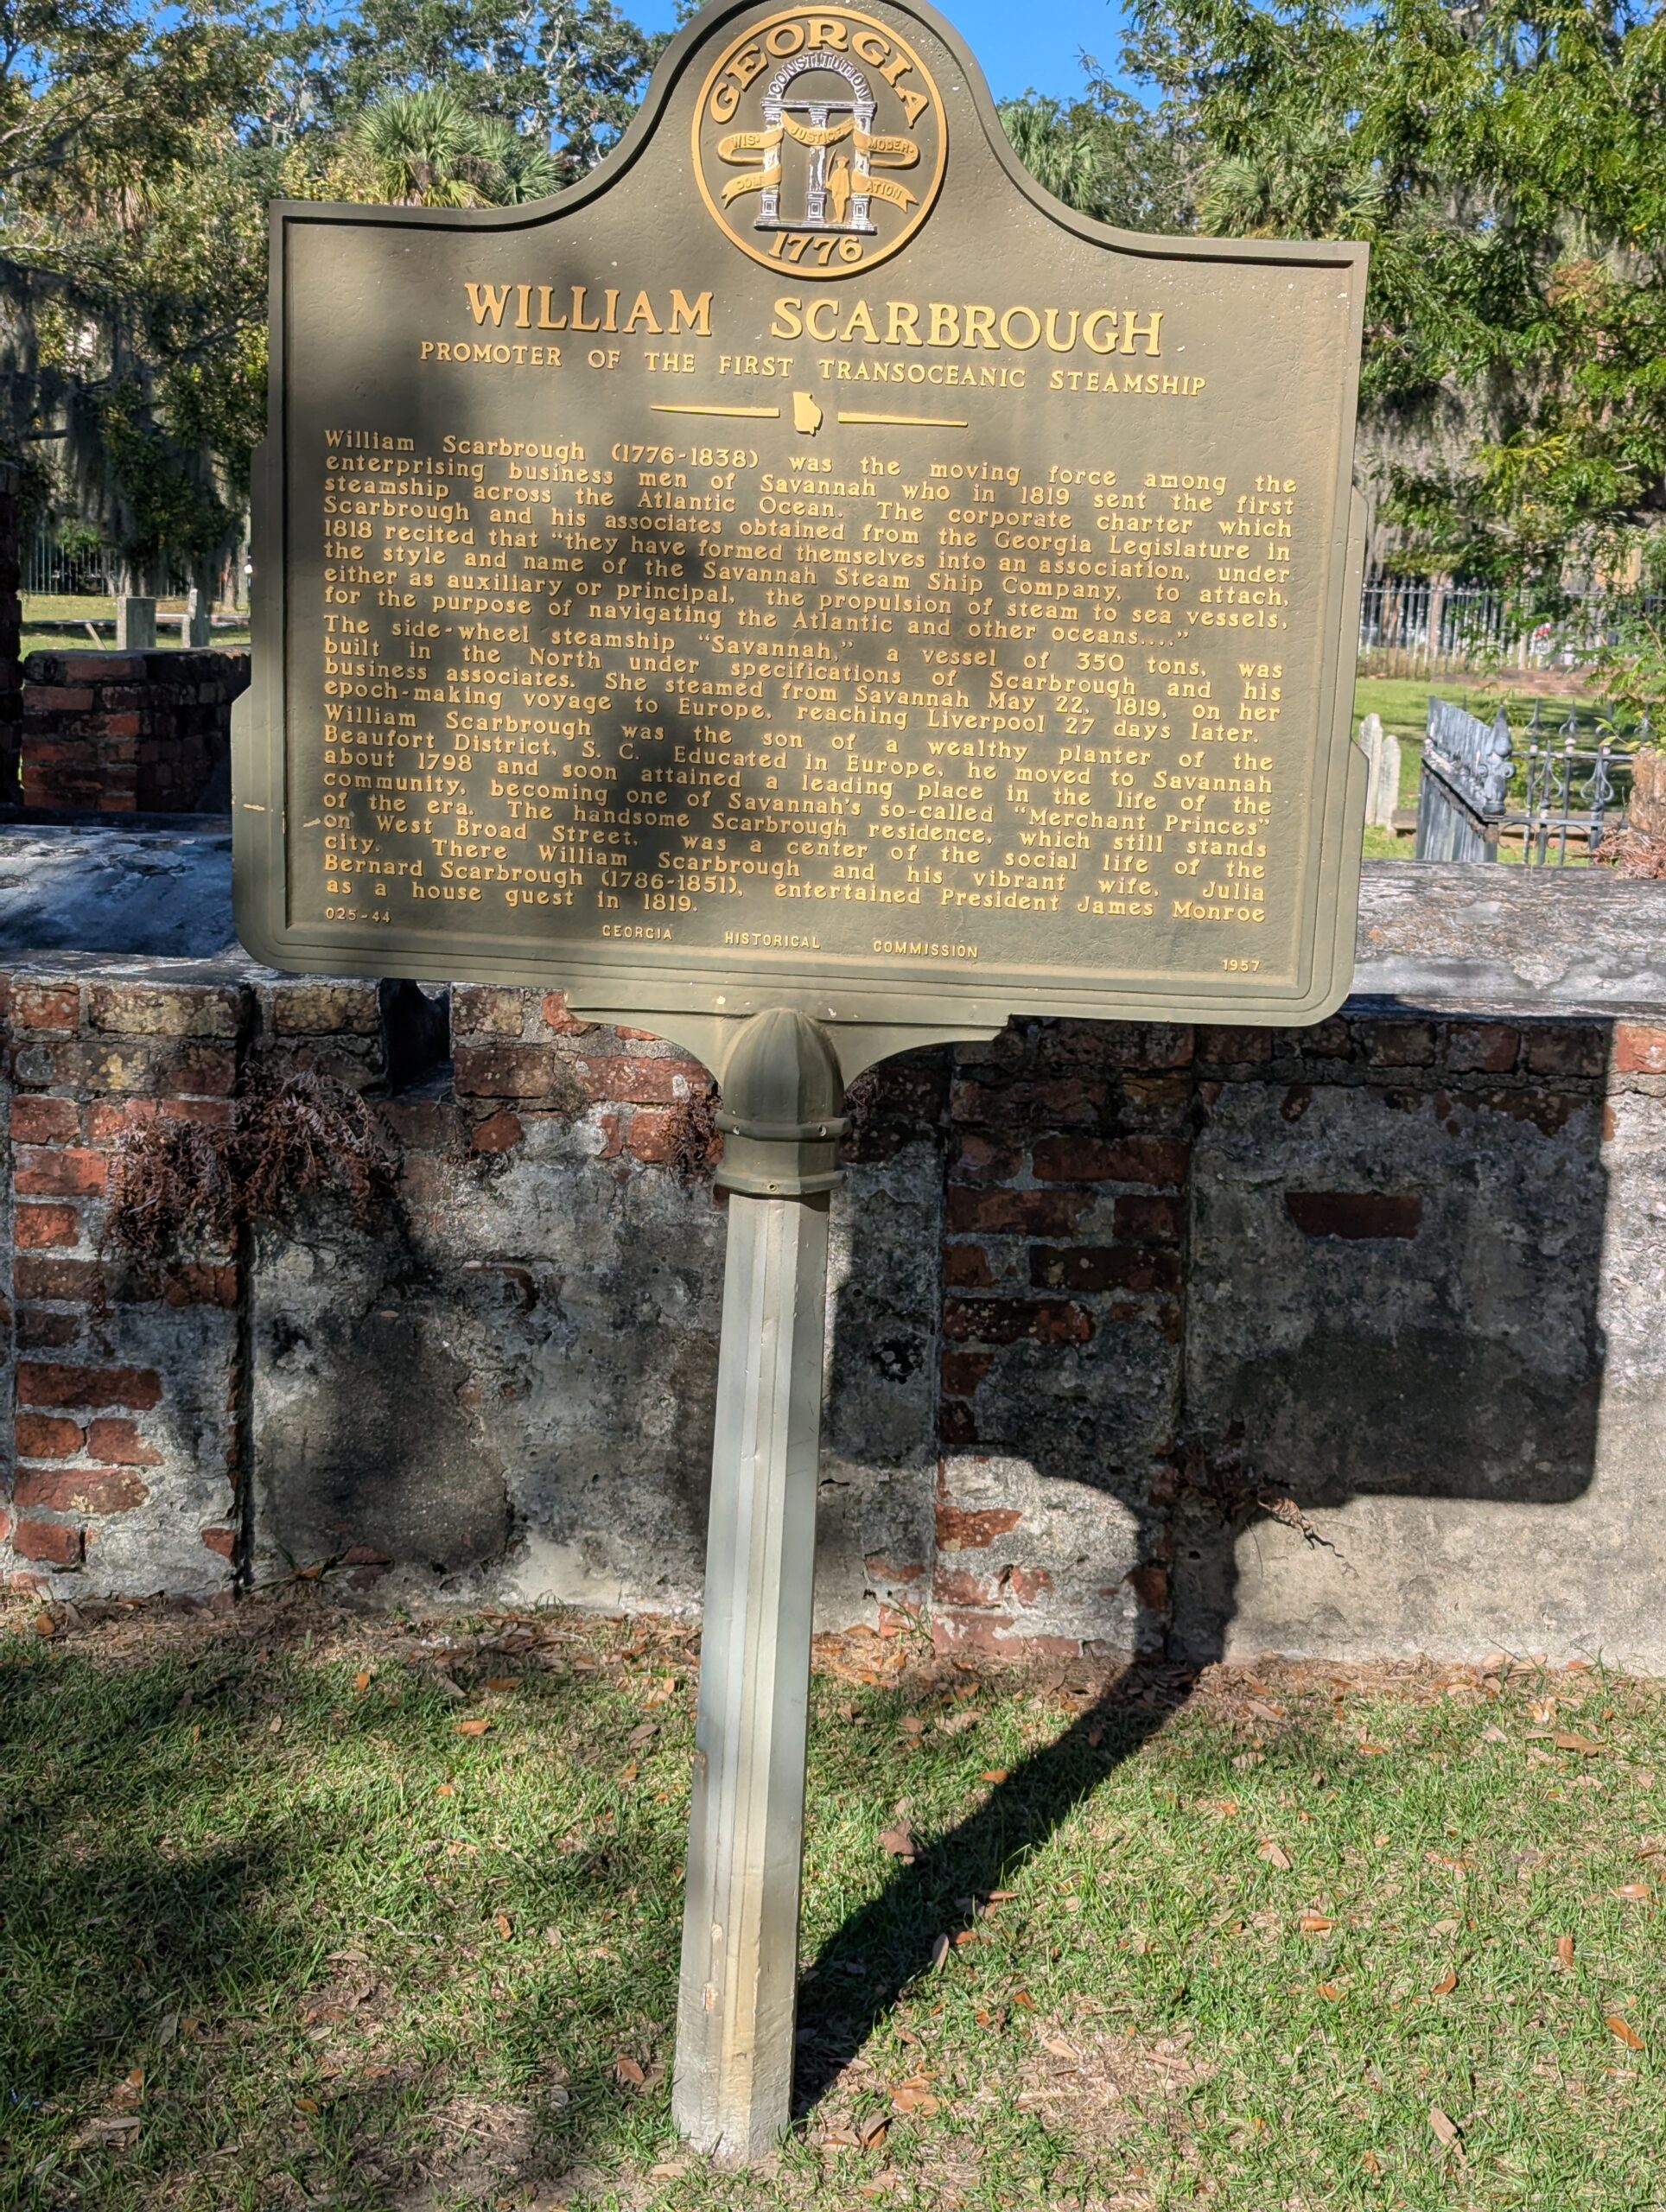 GEORGIA
CONSTITUTION
WIS- JUSTICE MODER-
DOM ATION
1776
WILLIAM SCARBROUGH
PROMOTER OF THE FIRST TRANSOCEANIC STEAMSHIP
William Scarbrough (1776-1838) was the moving force among the
enterprising business men of Savannah who in 1819 sent the first
steamship across the Atlantic Ocean. The corporate charter which
Scarbrough and his associates obtained from the Georgia Legislature in
1818 recited that "they have formed themselves into an association, under
the style and name of the Savannah Steam Ship Company, to attach,
either as auxiliary or principal, the propulsion of steam to sea vessels,
for the purpose of navigating the Atlantic and other oceans...."
The side-wheel steamship "Savannah," a vessel of 350 tons, was
built in the North under specifications of Scarbrough and his
business associates. She steamed from Savannah May 22, 1819, on her
epoch-making voyage to Europe, reaching Liverpool 27 days later.
William Scarbrough was the son of a wealthy planter of the
Beaufort District, S. C. Educated in Europe, he moved to Savannah
about 1798 and soon attained a leading place in the life of the
community, becoming one of Savannah's so-called "Merchant Princes"
of the era. The handsome Scarbrough residence, which still stands
on West Broad Street, was a center of the social life of the
city. There William Scarbrough and his vibrant wife, Julia
Bernard Scarbrough (1786-1851), entertained President James Monroe
as a house guest in 1819.
025-44 GEORGIA HISTORICAL COMMISSION 1957